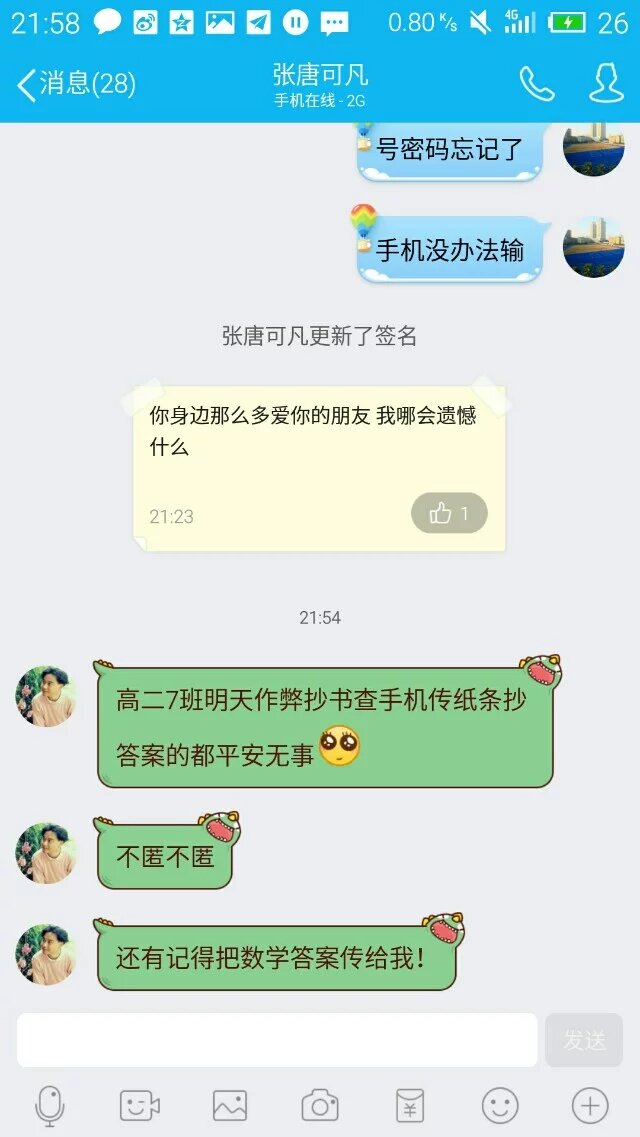 21:58 0.80 K/s 4G 26
消息(28)
张唐可凡
手机在线 - 2G
号密码忘记了
手机没办法输
张唐可凡更新了签名
你身边那么多爱你的朋友 我哪会遗憾
什么
21:23 1
21:54
高二7班明天作弊抄书查手机传纸条抄
答案的都平安无事
不匿不匿
还有记得把数学答案传给我!
发送